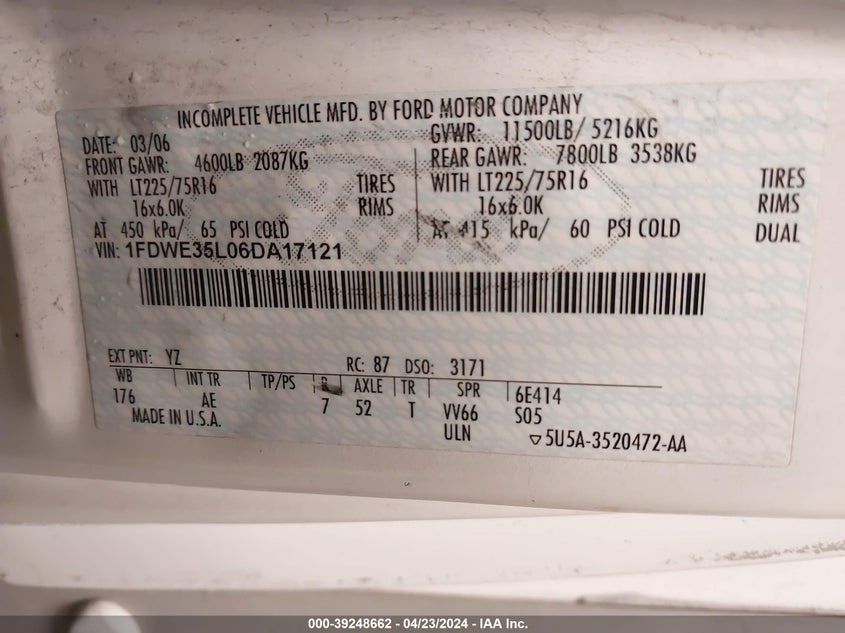 INCOMPLETE VEHICLE MFD. BY FORD MOTOR COMPANY
DATE: 03/06 GVWR: 11500LB/ 5216KG
FRONT GAWR: 4600LB 2087KG REAR GAWR: 7800LB 3538KG
WITH LT225/75R16 TIRES WITH LT225/75R16 TIRES
16x6.0K RIMS 16x6.0K RIMS
AT 450 kPa/ 65 PSI COLD AT 415 kPa/ 60 PSI COLD DUAL
VIN: 1FDWE35L06DA17121
EXT PNT: YZ RC: 87 DSO: 3171
WB INT TR TP/PS R AXLE TR SPR 6E414
176 AE 7 52 T VV66 S05
MADE IN U.S.A. ULN ▽5U5A-3520472-AA
000-39248662 - 04/23/2024 - IAA Inc.